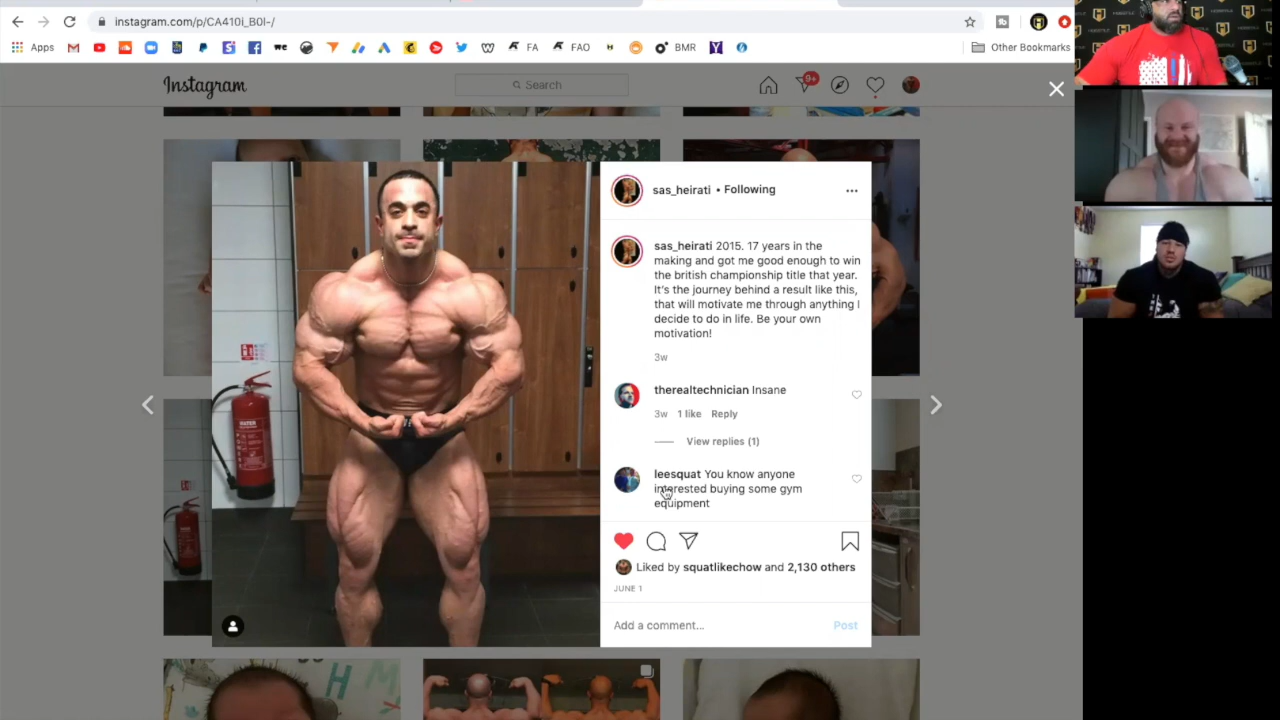 instagram.com/p/CA410i_B0I-/
Apps
we
W
FA
FAO
BMR
Y
Other Bookmarks
Instagram
Search
9+
sas_heirati • Following
sas_heirati 2015. 17 years in the
making and got me good enough to win
the british championship title that year.
It's the journey behind a result like this,
that will motivate me through anything I
decide to do in life. Be your own
motivation!
3w
therealtechnician Insane
3w 1 like Reply
View replies (1)
leesquat You know anyone
interested buying some gym
equipment
Liked by squatlikechow and 2,130 others
JUNE 1
Add a comment... Post
WATER
H M